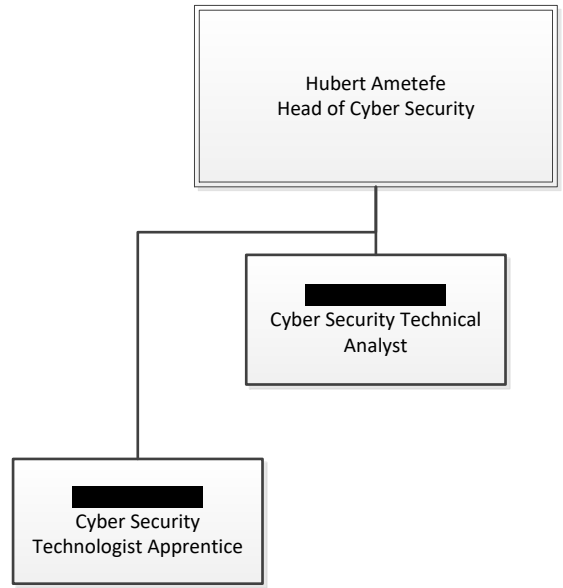 Hubert Ametefe
Head of Cyber Security
Cyber Security Technical
Analyst
Cyber Security
Technologist Apprentice